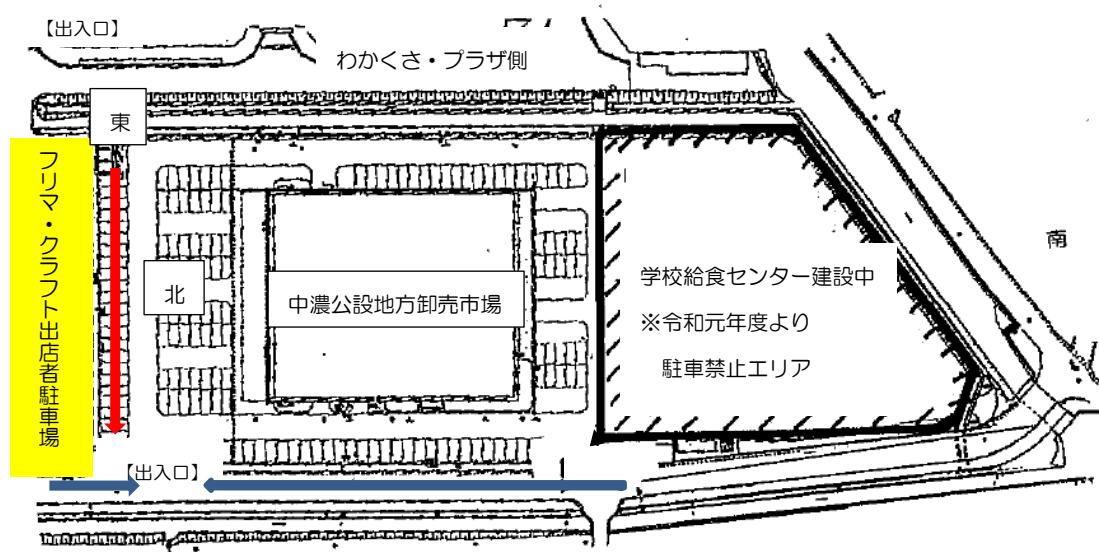 【出入口】
わかくさ・プラザ側
東
フリマ・クラフト出店者駐車場
北
中濃公設地方卸売市場
学校給食センター建設中
※令和元年度より
駐車禁止エリア
南
【出入口】